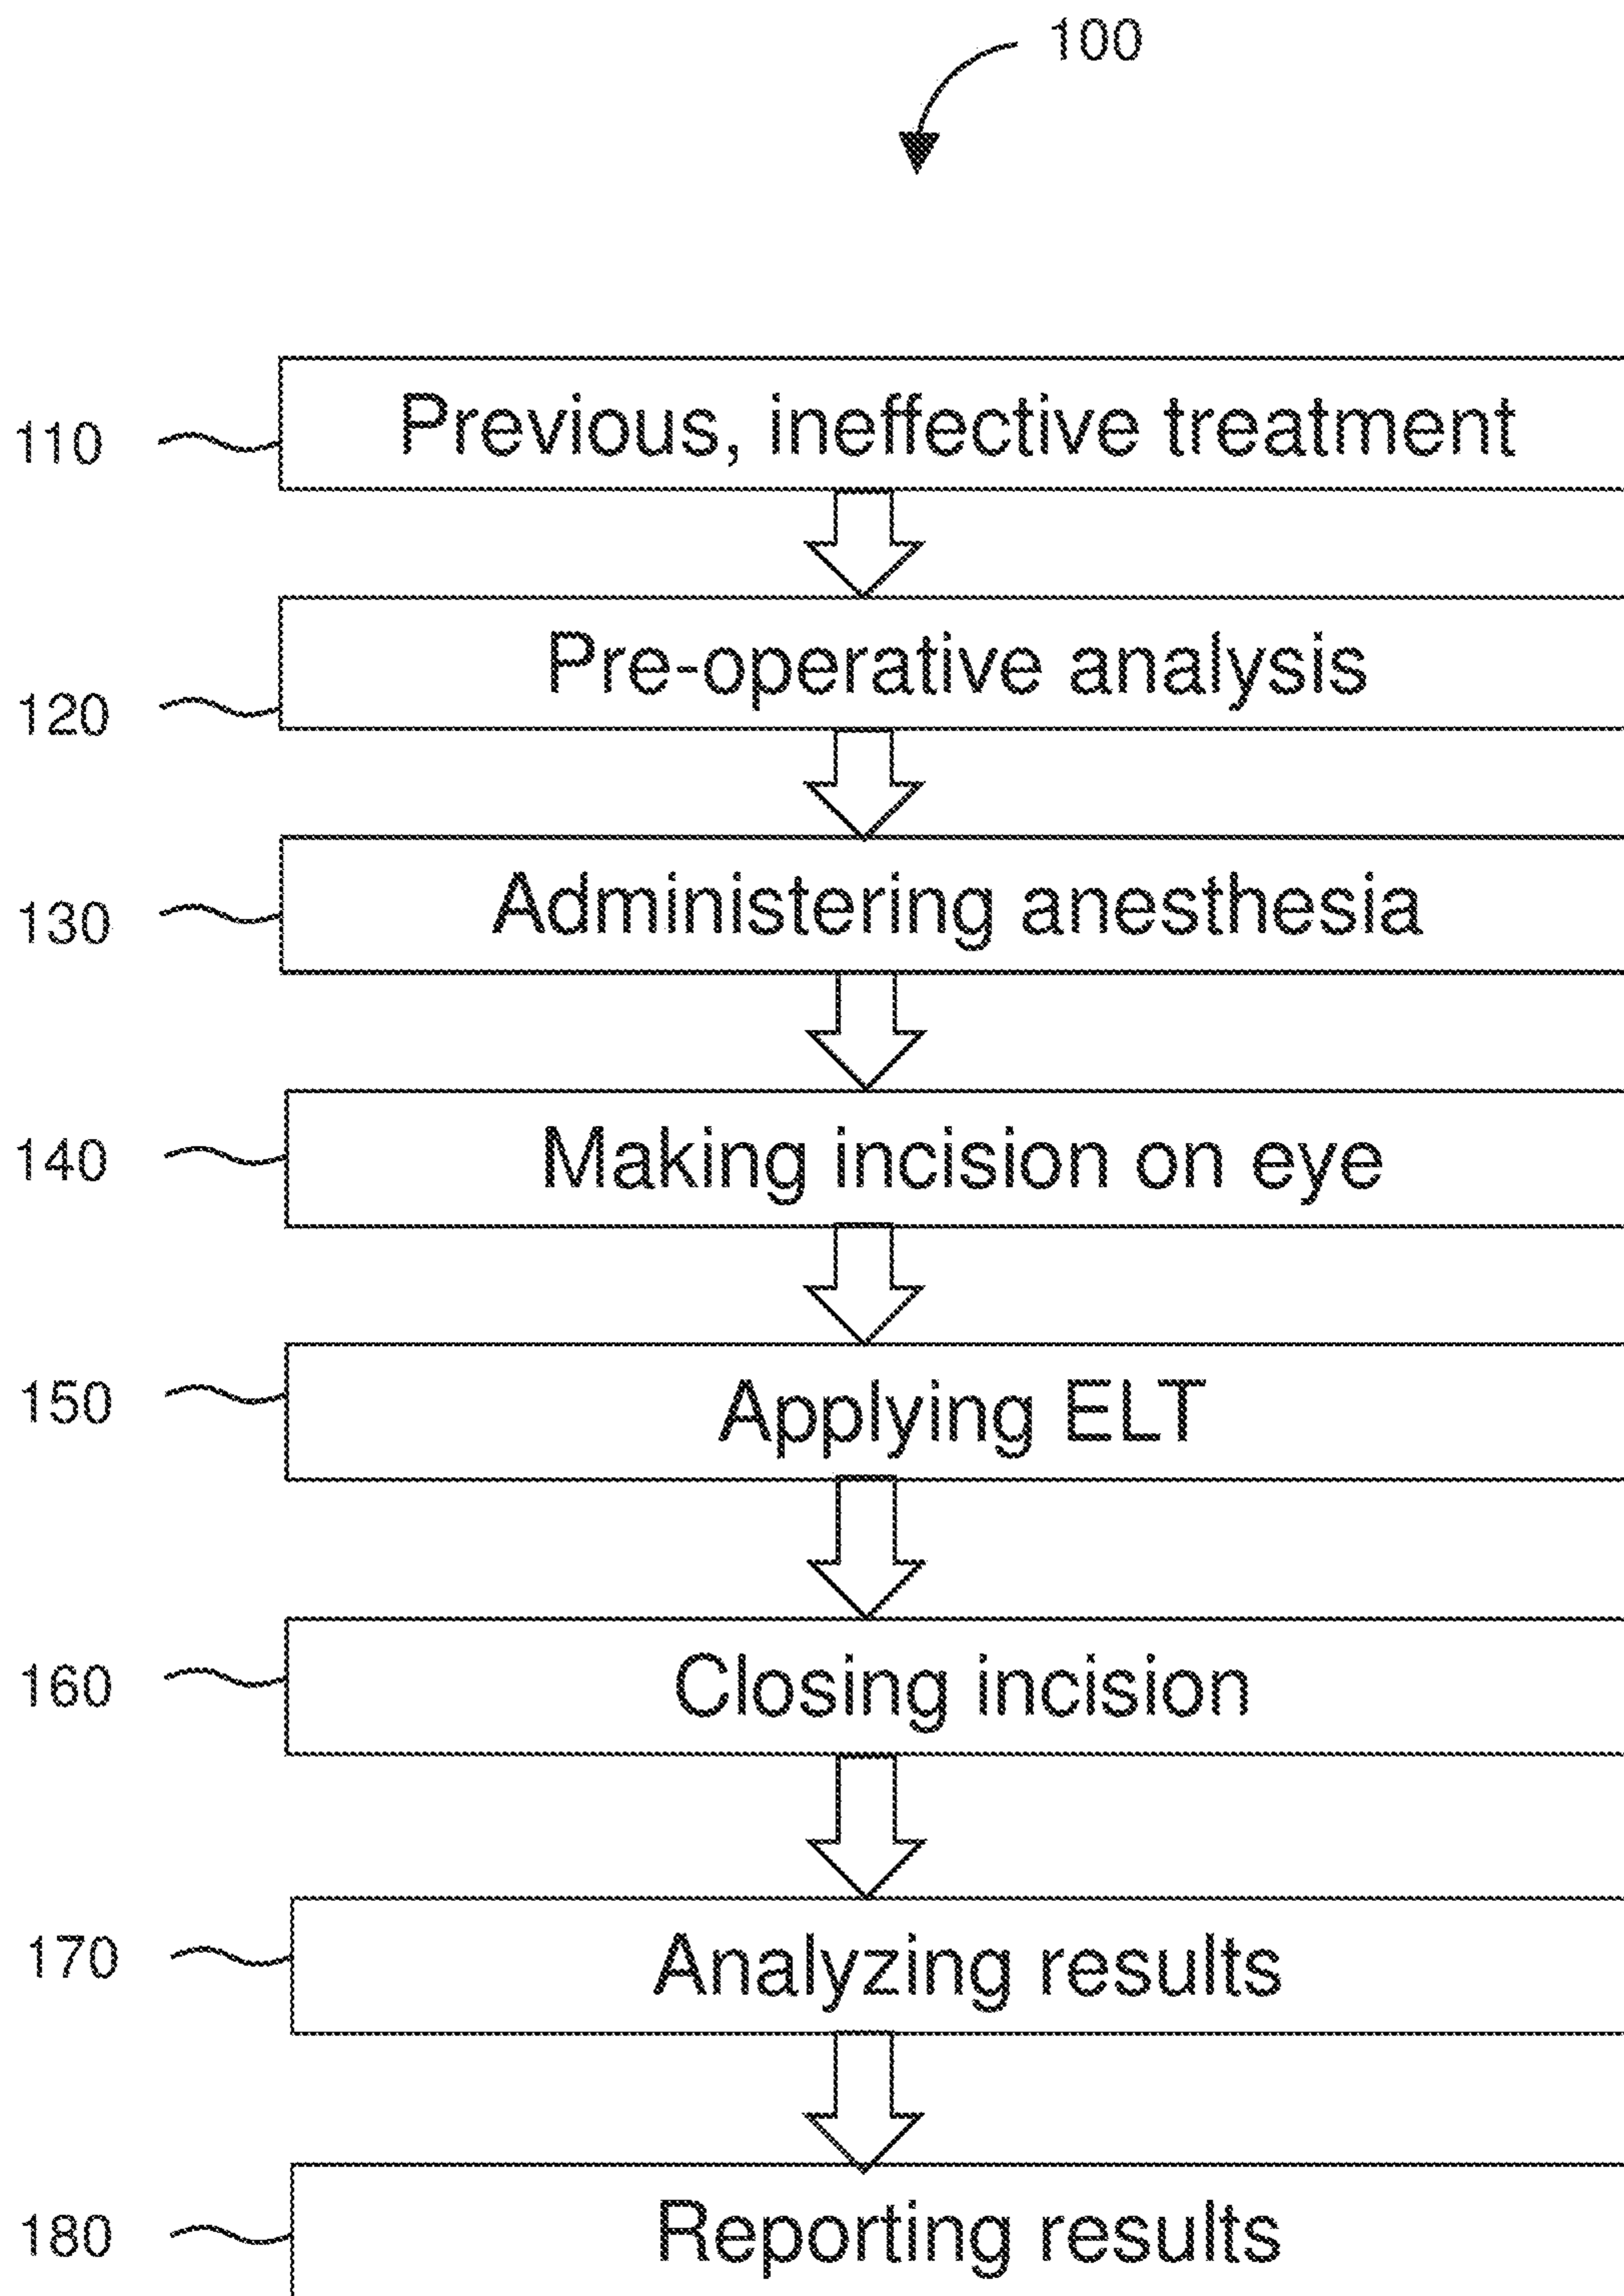 100
110 Previous, ineffective treatment
120 Pre-operative analysis
130 Administering anesthesia
140 Making incision on eye
150 Applying ELT
160 Closing incision
170 Analyzing results
180 Reporting results